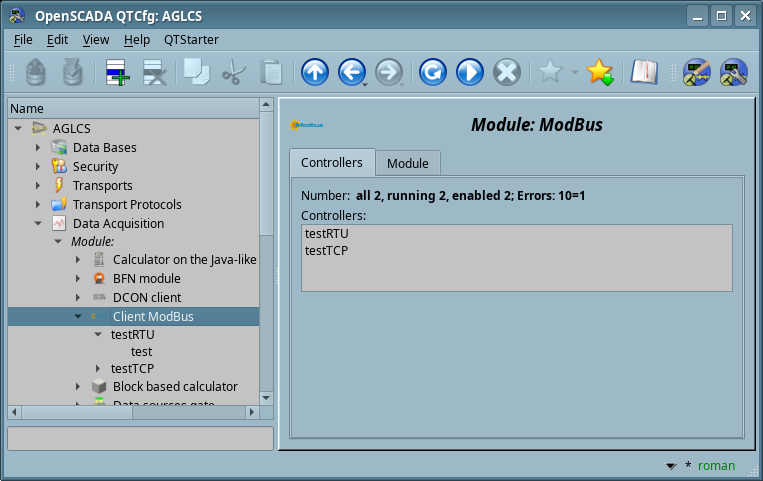 OpenSCADA QTCfg: AGLCS
File Edit View Help QTStarter
Name
AGLCS
Data Bases
Security
Transports
Transport Protocols
Data Acquisition
Module:
Calculator on the Java-like
BFN module
DCON client
Client ModBus
testRTU
test
testTCP
Block based calculator
Data sources gate
Modbus
Module: ModBus
Controllers Module
Number: all 2, running 2, enabled 2; Errors: 10=1
Controllers:
testRTU
testTCP
* roman